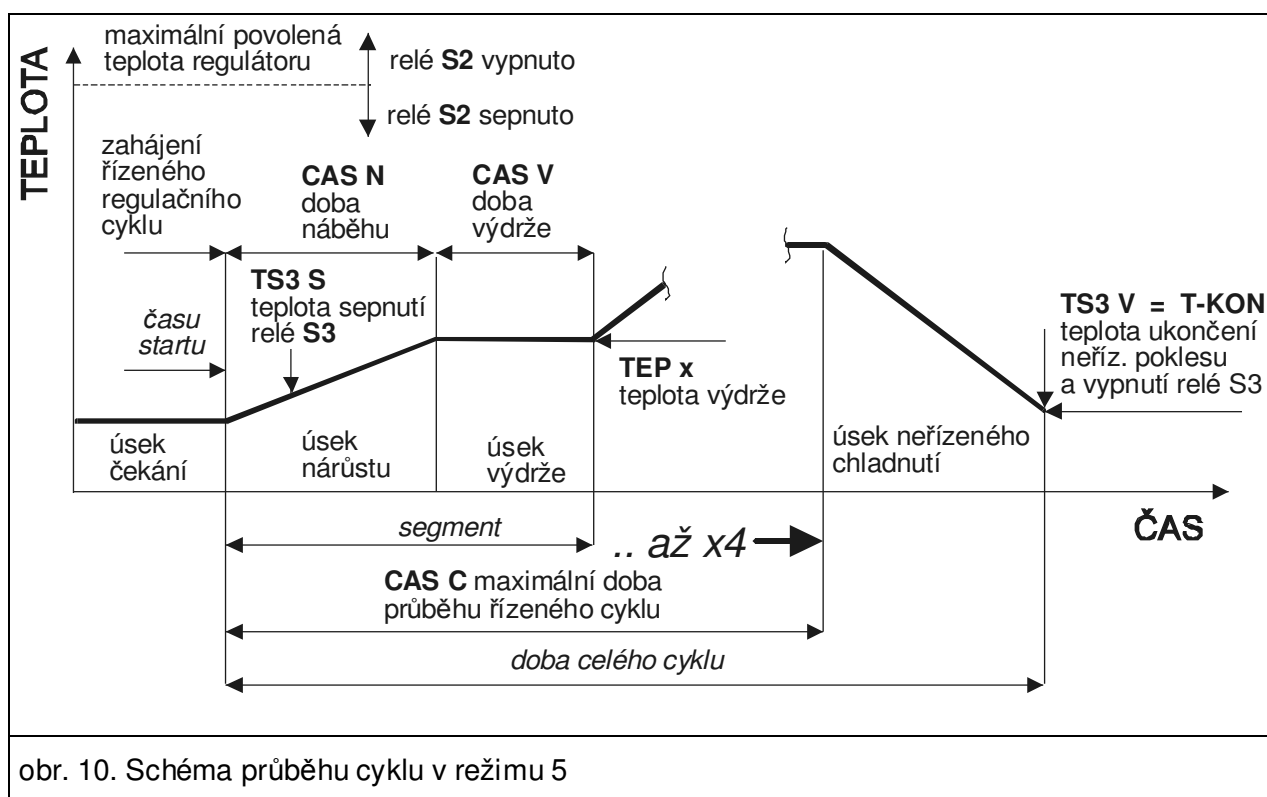 TEPLOTA
maximální povolená
teplota regulátoru
relé S2 vypnuto
relé S2 sepnuto
zahájení
řízeného
regulačního
cyklu
CAS N
doba
náběhu
CAS V
doba
výdrže
času
startu
TS3 S
teplota sepnutí
relé S3
TEP x
teplota výdrže
TS3 V = T-KON
teplota ukončení
neříz. poklesu
a vypnutí relé S3
úsek
čekání
úsek
nárůstu
úsek
výdrže
úsek neřízeného
chladnutí
ČAS
segment
.. až x4
CAS C maximální doba
průběhu řízeného cyklu
doba celého cyklu
obr. 10. Schéma průběhu cyklu v režimu 5